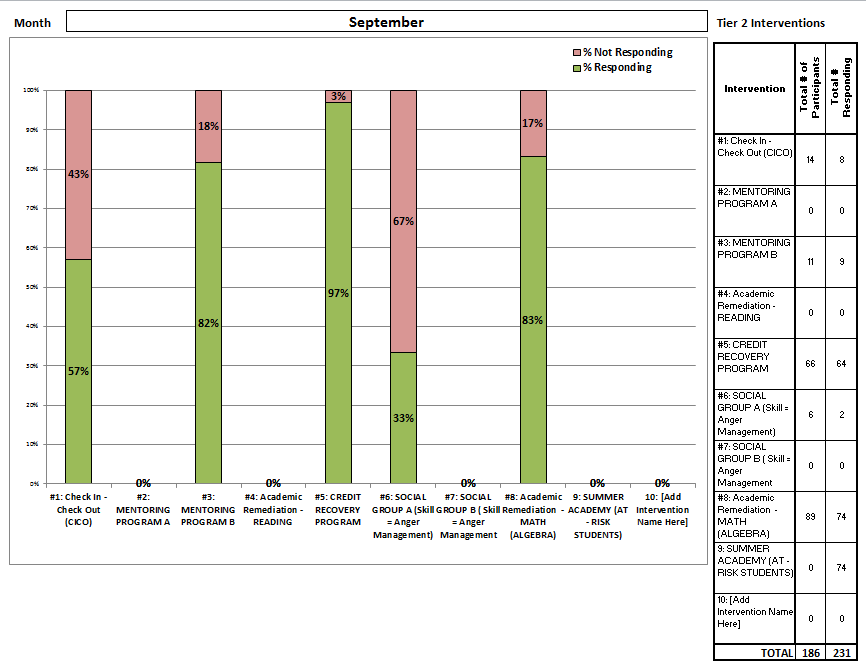 Month
September
Tier 2 Interventions
% Not Responding
% Responding
100%
90%
80%
70%
60%
50%
40%
30%
20%
10%
0%
43%
57%
0%
18%
82%
0%
3%
97%
67%
33%
0%
17%
83%
0%
0%
#1: Check In -
Check Out
(CICO)
#2:
MENTORING
PROGRAM A
#3:
MENTORING
PROGRAM B
#4: Academic
Remediation -
READING
#5: CREDIT
RECOVERY
PROGRAM
#6: SOCIAL
GROUP A (Skill
= Anger
Management)
#7: SOCIAL
GROUP B ( Skill
= Anger
Management
#8: Academic
Remediation -
MATH
(ALGEBRA)
9: SUMMER
ACADEMY (AT
- RISK
STUDENTS)
10: [Add
Intervention
Name Here]
Intervention
Total # of
Participants
Total #
Responding
#1: Check In -
Check Out (CICO)
14 8
#2: MENTORING
PROGRAM A
0 0
#3: MENTORING
PROGRAM B
11 9
#4: Academic
Remediation -
READING
0 0
#5: CREDIT
RECOVERY
PROGRAM
66 64
#6: SOCIAL
GROUP A (Skill =
Anger
Management)
6 2
#7: SOCIAL
GROUP B ( Skill =
Anger
Management
0 0
#8: Academic
Remediation -
MATH
(ALGEBRA)
89 74
9: SUMMER
ACADEMY (AT -
RISK STUDENTS)
0 74
10: [Add
Intervention Name
Here]
0 0
TOTAL 186 231